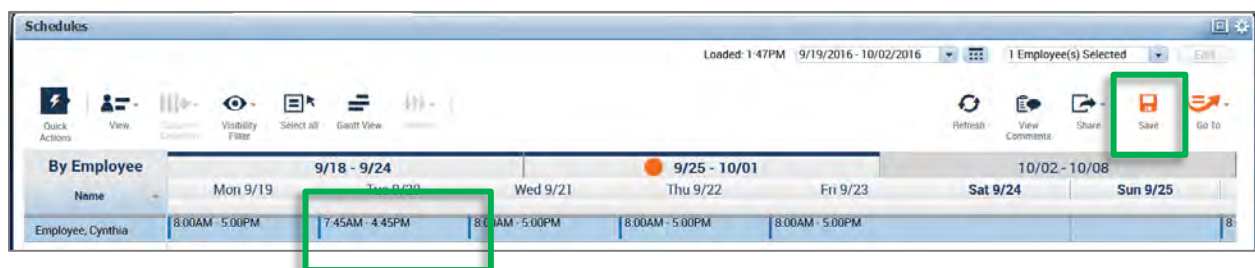 Schedules
Loaded: 1:47PM 9/19/2016 - 10/02/2016 1 Employee(s) Selected Edit
Quick Actions View Visibility Filter Select all Gantt View Refresh View Comments Share Save Go To
By Employee 9/18 - 9/24 9/25 - 10/01 10/02 - 10/08
Name Mon 9/19 Tue 9/20 Wed 9/21 Thu 9/22 Fri 9/23 Sat 9/24 Sun 9/25
Employee, Cynthia 8:00AM - 5:00PM 7:45AM - 4:45PM 8:00AM - 5:00PM 8:00AM - 5:00PM 8:00AM - 5:00PM 8: